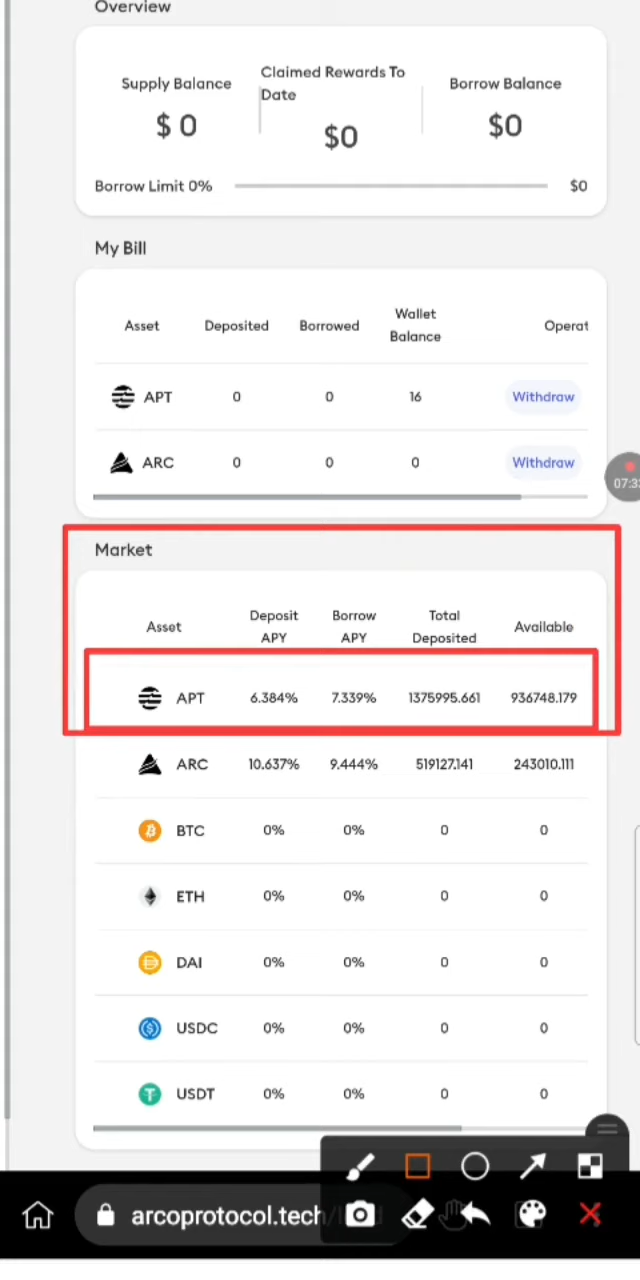 Overview
Supply Balance
Claimed Rewards To
Date
Borrow Balance
$ 0
$0
$0
Borrow Limit 0%
$0
My Bill
Asset Deposited Borrowed Wallet Balance Operat
APT 0 0 16 Withdraw
ARC 0 0 0 Withdraw
Market
Asset Deposit APY Borrow APY Total Deposited Available
APT 6.384% 7.339% 1375995.661 936748.179
ARC 10.637% 9.444% 519127.141 243010.111
BTC 0% 0% 0 0
ETH 0% 0% 0 0
DAI 0% 0% 0 0
USDC 0% 0% 0 0
USDT 0% 0% 0 0
arcoprotocol.tech